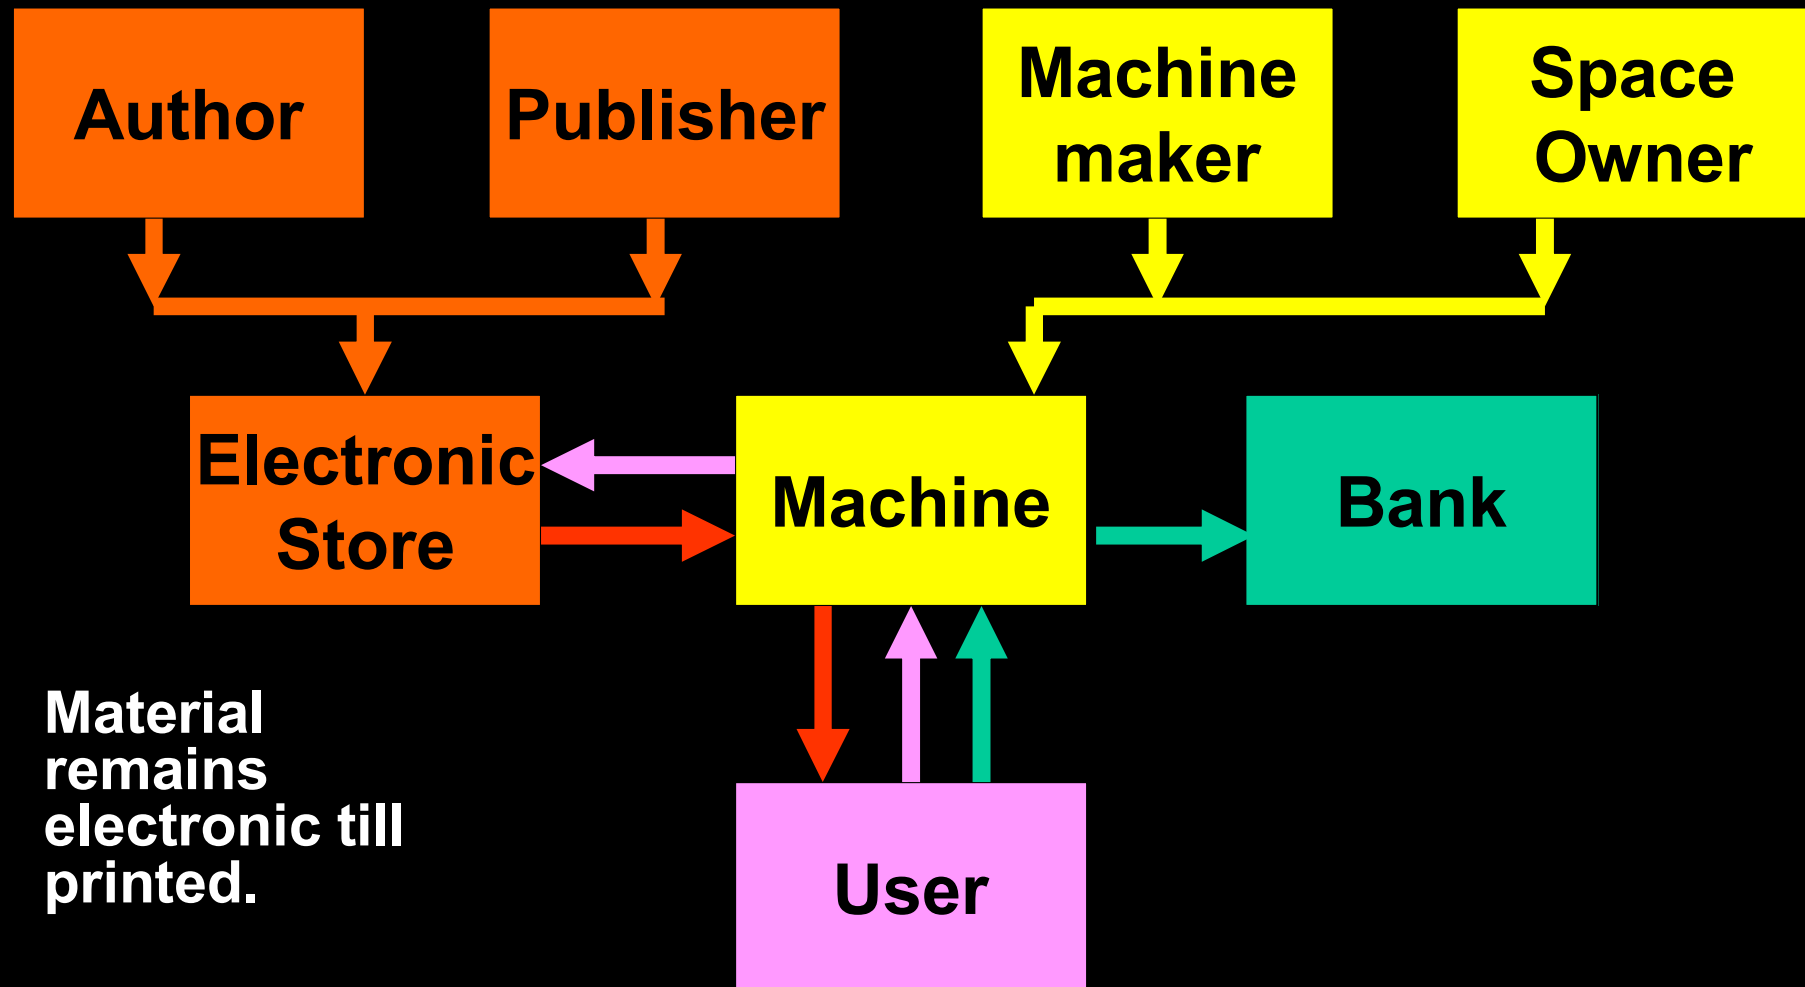 Author
Publisher
Machine
maker
Space
Owner
Electronic
Store
Machine
Bank
Material
remains
electronic till
printed.
User